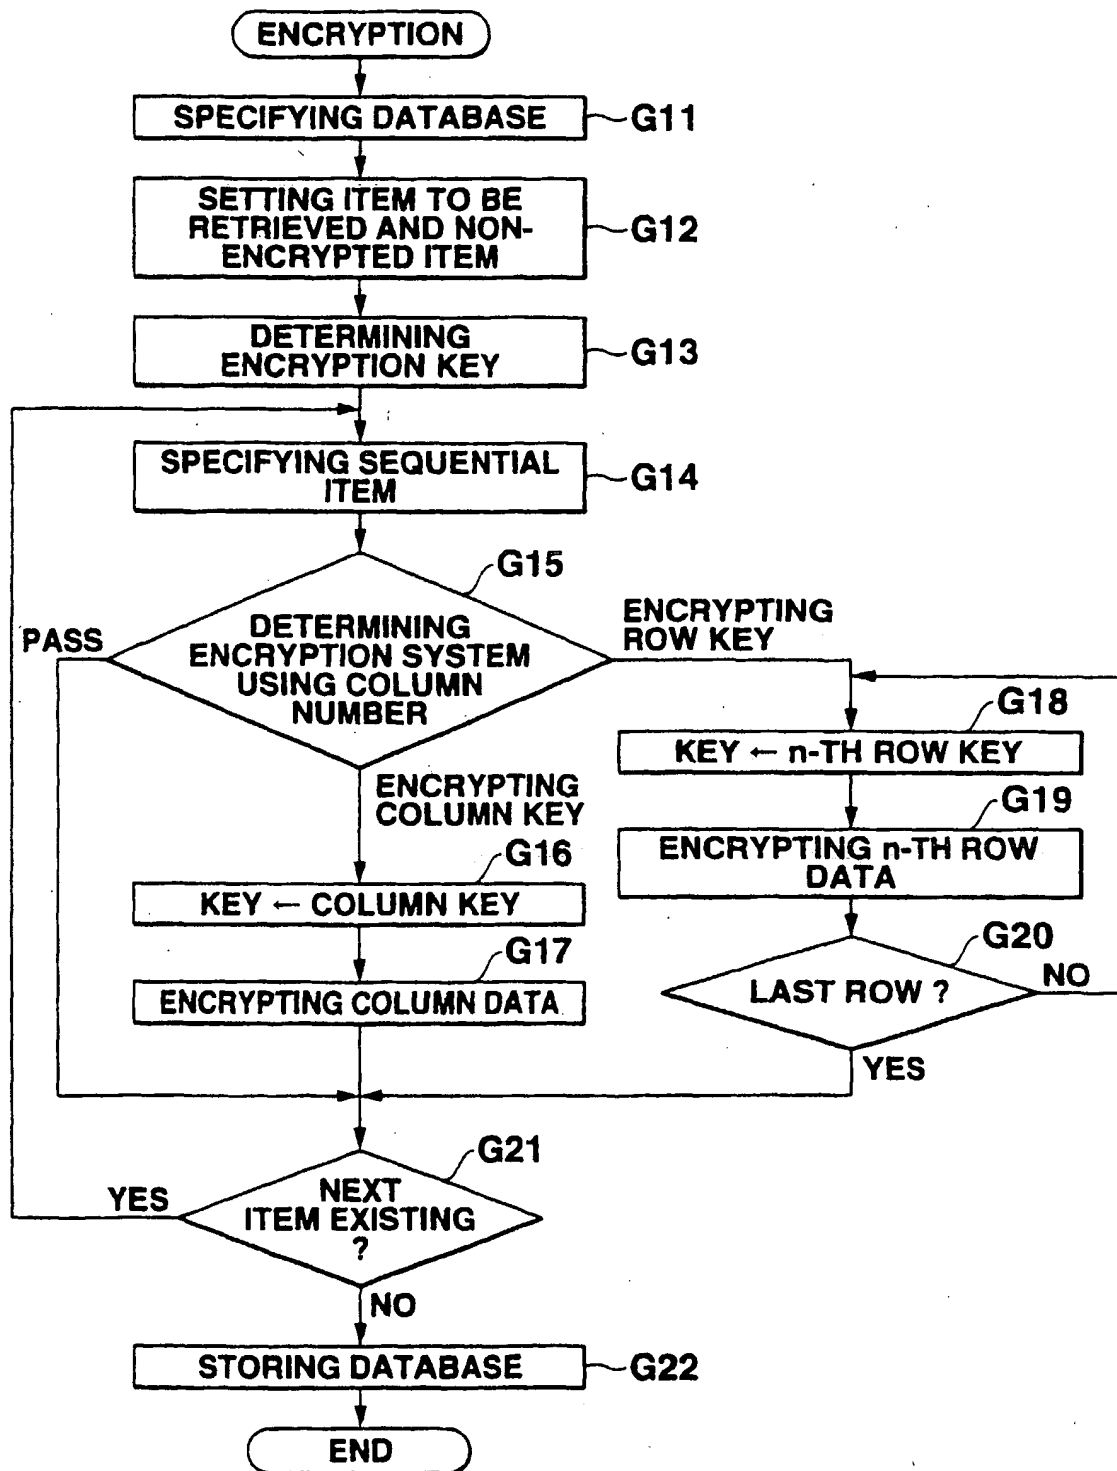 ENCRYPTION
SPECIFYING DATABASE
G11
SETTING ITEM TO BE
RETRIEVED AND NON-
ENCRYPTED ITEM
G12
DETERMINING
ENCRYPTION KEY
G13
SPECIFYING SEQUENTIAL
ITEM
G14
G15
DETERMINING
ENCRYPTION SYSTEM
USING COLUMN
NUMBER
PASS
ENCRYPTING
ROW KEY
ENCRYPTING
COLUMN KEY
G16
KEY ← COLUMN KEY
G17
ENCRYPTING COLUMN DATA
G18
KEY ← n-TH ROW KEY
G19
ENCRYPTING n-TH ROW
DATA
G20
LAST ROW ?
NO
YES
G21
NEXT
ITEM EXISTING
?
YES
NO
STORING DATABASE
G22
END